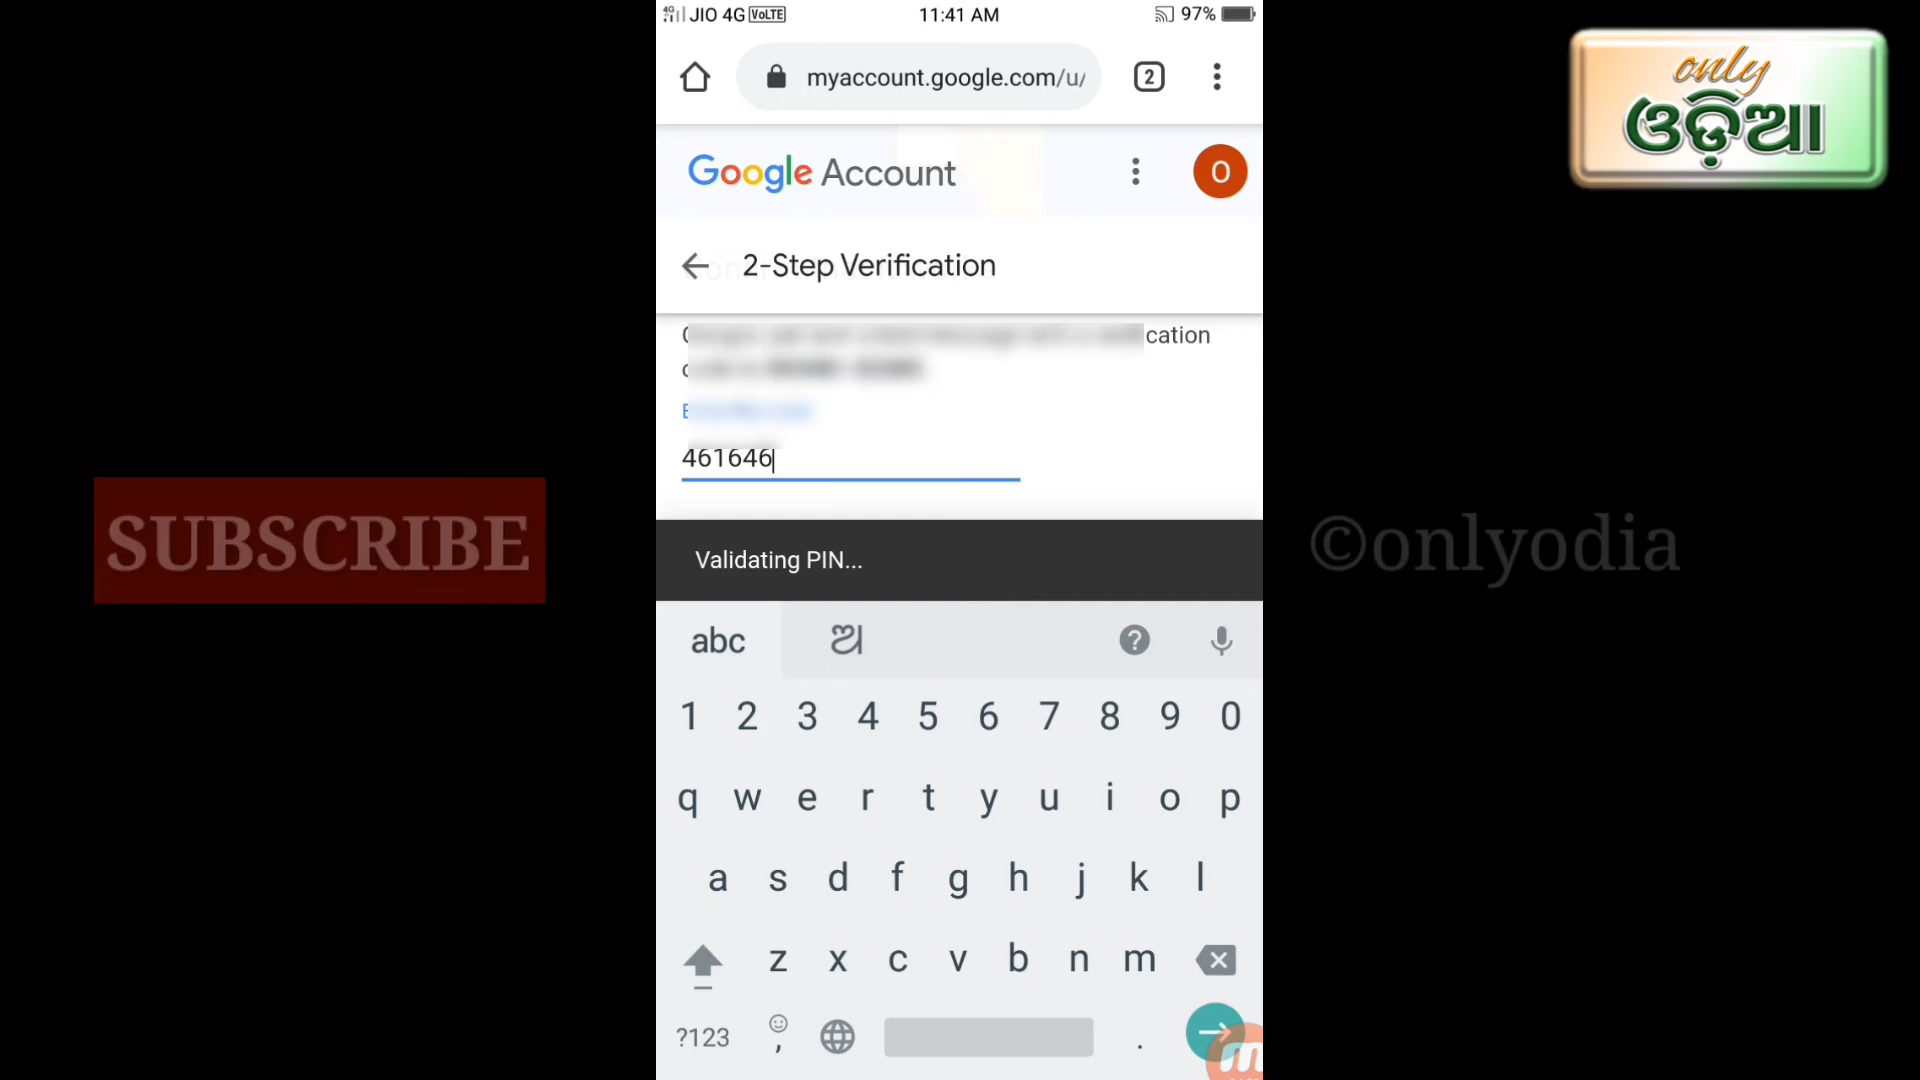 4G JIO 4G VoLTE 11:41 AM 97%
myaccount.google.com/u/ 2
only
ଓଡ଼ିଆ
Google Account O
2-Step Verification
cation
461646
SUBSCRIBE
©onlyodia
Validating PIN...
abc ଅ ?
1 2 3 4 5 6 7 8 9 0
q w e r t y u i o p
a s d f g h j k l
z x c v b n m
?123 , .